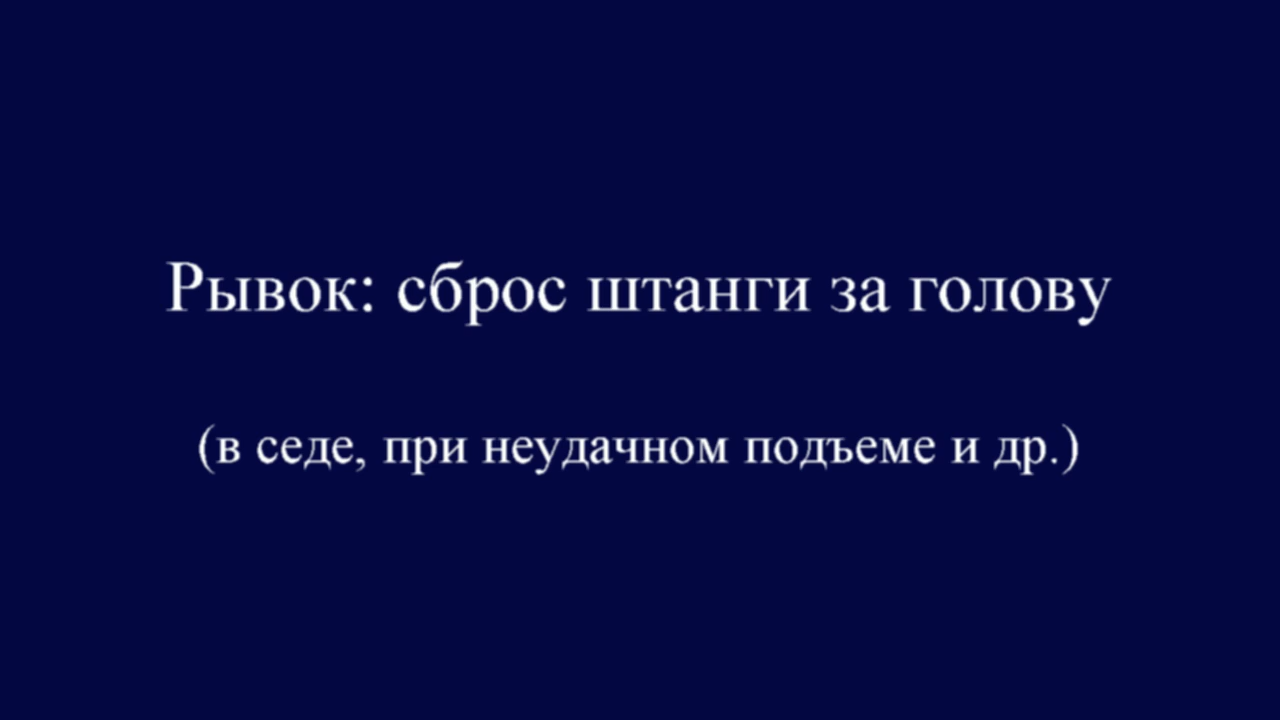 Рывок: сброс штанги за голову
(в седе, при неудачном подъеме и др.)